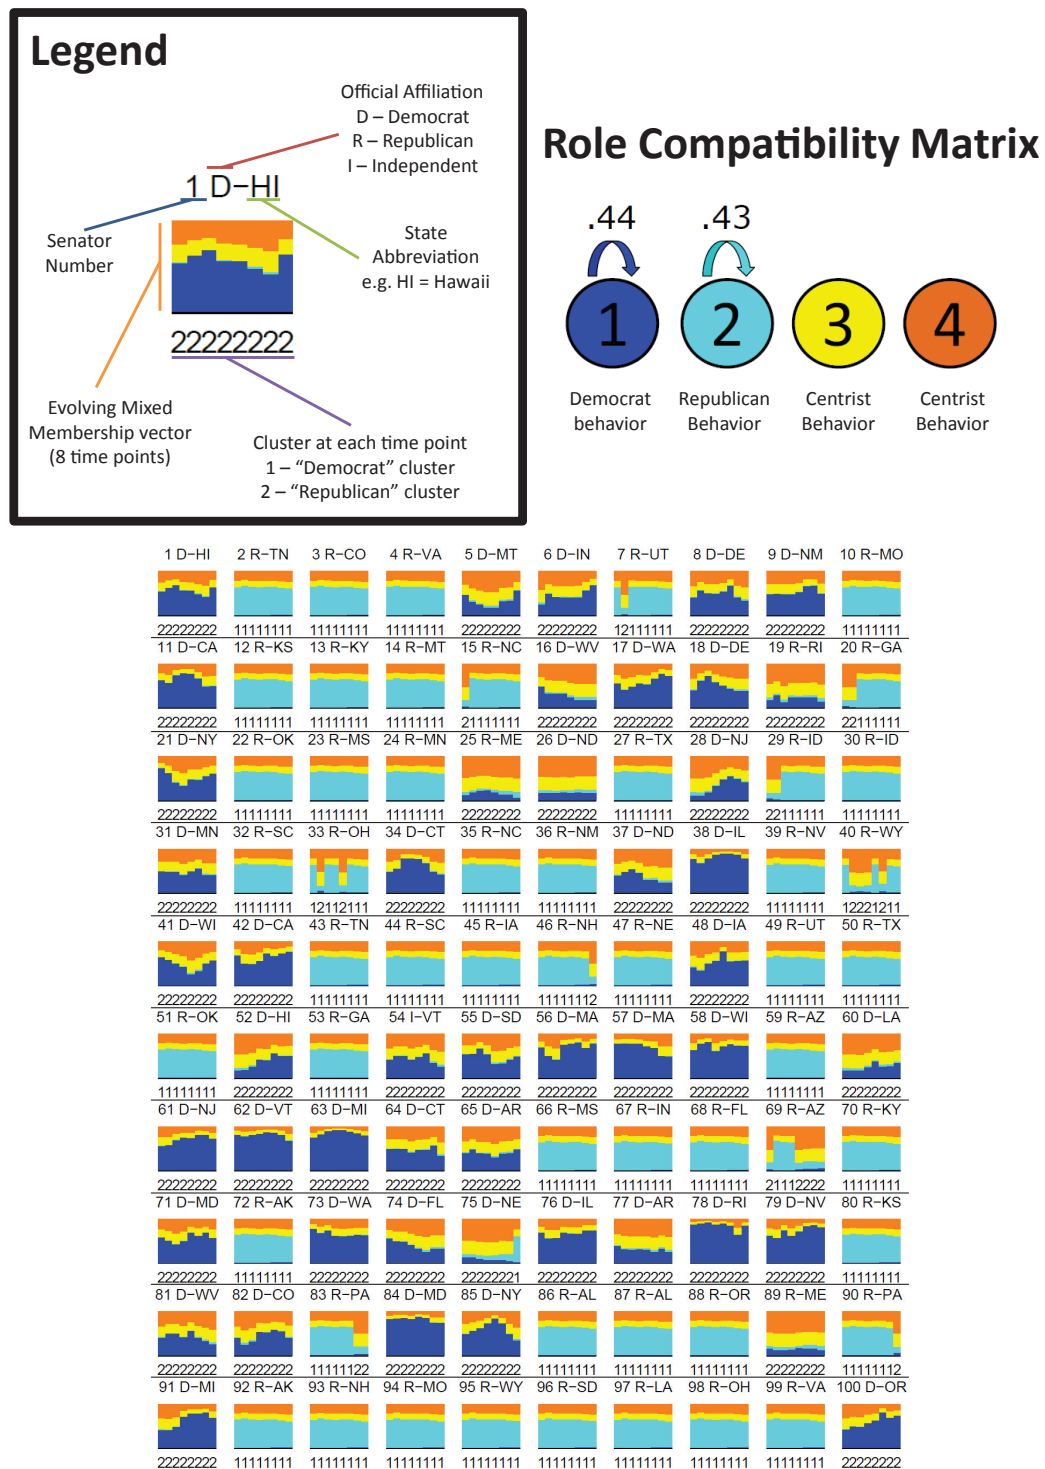 Legend
Official Affiliation
D – Democrat
R – Republican
I – Independent
1 D−HI
Senator
Number
State
Abbreviation
e.g. HI = Hawaii
22222222
Evolving Mixed
Membership vector
(8 time points)
Cluster at each time point
1 – “Democrat” cluster
2 – “Republican” cluster
Role Compatibility Matrix
.44 .43
1 2 3 4
Democrat behavior
Republican Behavior
Centrist Behavior
Centrist Behavior
1 D−HI 2 R−TN 3 R−CO 4 R−VA 5 D−MT 6 D−IN 7 R−UT 8 D−DE 9 D−NM 10 R−MO
22222222 11111111 11111111 11111111 22222222 22222222 12111111 22222222 22222222 11111111
11 D−CA 12 R−KS 13 R−KY 14 R−MT 15 R−NC 16 D−WV 17 D−WA 18 D−DE 19 R−RI 20 R−GA
22222222 11111111 11111111 11111111 21111111 22222222 22222222 22222222 22222222 22111111
21 D−NY 22 R−OK 23 R−MS 24 R−MN 25 R−ME 26 D−ND 27 R−TX 28 D−NJ 29 R−ID 30 R−ID
22222222 11111111 11111111 11111111 22222222 22222222 11111111 22222222 22111111 11111111
31 D−MN 32 R−SC 33 R−OH 34 D−CT 35 R−NC 36 R−NM 37 D−ND 38 D−IL 39 R−NV 40 R−WY
22222222 11111111 12112111 22222222 11111111 11111111 22222222 22222222 11111111 12221211
41 D−WI 42 D−CA 43 R−TN 44 R−SC 45 R−IA 46 R−NH 47 R−NE 48 D−IA 49 R−UT 50 R−TX
22222222 22222222 11111111 11111111 11111111 11111112 11111111 22222222 11111111 11111111
51 R−OK 52 D−HI 53 R−GA 54 I−VT 55 D−SD 56 D−MA 57 D−MA 58 D−WI 59 R−AZ 60 D−LA
11111111 22222222 11111111 22222222 22222222 22222222 22222222 22222222 11111111 22222222
61 D−NJ 62 D−VT 63 D−MI 64 D−CT 65 D−AR 66 R−MS 67 R−IN 68 R−FL 69 R−AZ 70 R−KY
22222222 22222222 22222222 22222222 22222222 11111111 11111111 11111111 21112222 11111111
71 D−MD 72 R−AK 73 D−WA 74 D−FL 75 D−NE 76 D−IL 77 D−AR 78 D−RI 79 D−NV 80 R−KS
22222222 11111111 22222222 22222222 22222221 22222222 22222222 22222222 22222222 11111111
81 D−WV 82 D−CO 83 R−PA 84 D−MD 85 D−NY 86 R−AL 87 R−AL 88 R−OR 89 R−ME 90 R−PA
22222222 22222222 11111122 22222222 22222222 11111111 11111111 11111111 22222222 11111112
91 D−MI 92 R−AK 93 R−NH 94 R−MO 95 R−WY 96 R−SD 97 R−LA 98 R−OH 99 R−VA 100 D−OR
22222222 11111111 11111111 11111111 11111111 11111111 11111111 11111111 11111111 22222222